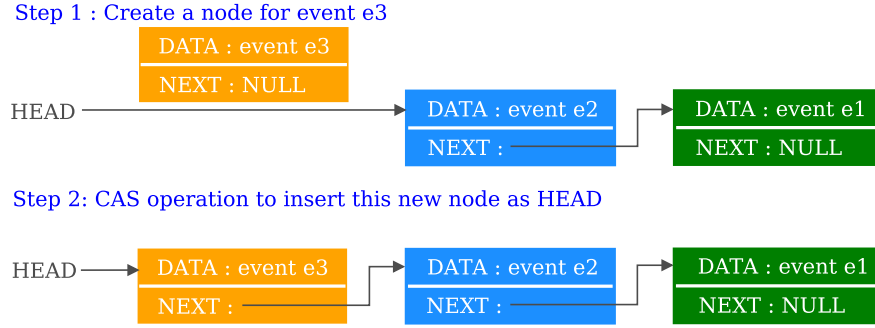 Step 1 : Create a node for event e3
DATA : event e3
NEXT : NULL
HEAD
DATA : event e2
NEXT :
DATA : event e1
NEXT : NULL
Step 2: CAS operation to insert this new node as HEAD
HEAD
DATA : event e3
NEXT :
DATA : event e2
NEXT :
DATA : event e1
NEXT : NULL